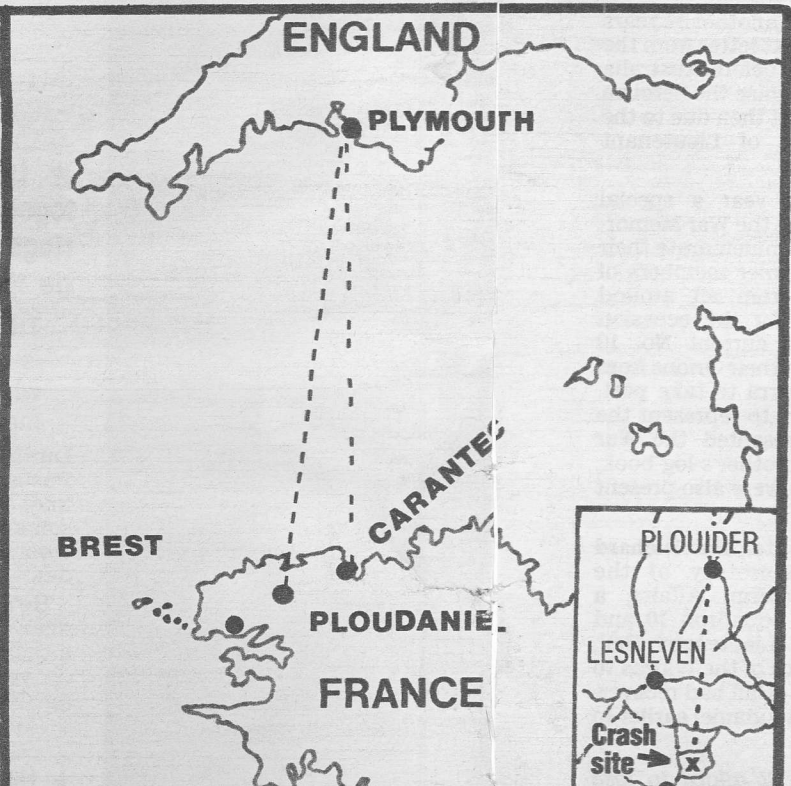 ENGLAND
PLYMOUTH
CARANTEC
BREST
PLOUDANIEL
FRANCE
PLOUIDER
LESNEVEN
Crash
site
x